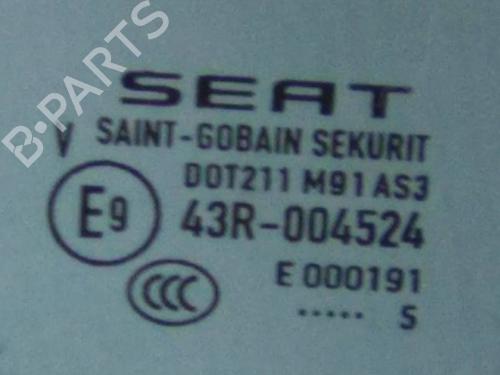 SEAT
B-PARTS
V SAINT-GOBAIN SEKURIT
DOT211 M91 AS3
E9 43R-004524
E 000191
CCC
..... 5